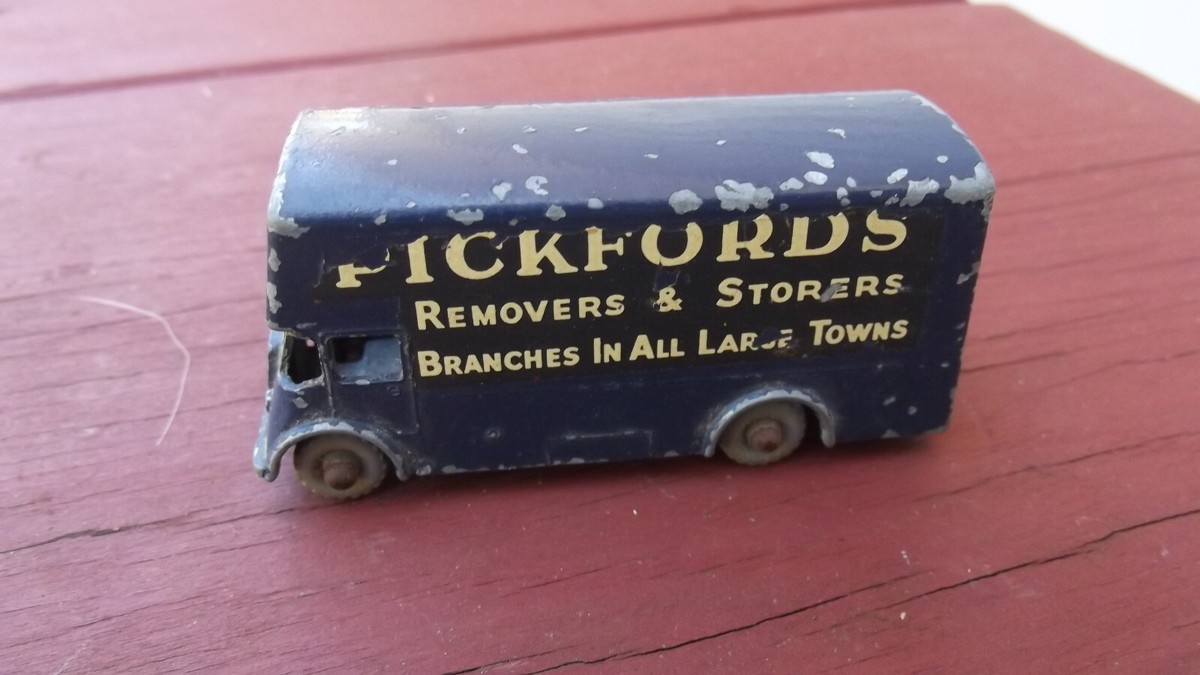 PICKFORDS
REMOVERS & STORERS
BRANCHES IN ALL LARGE TOWNS